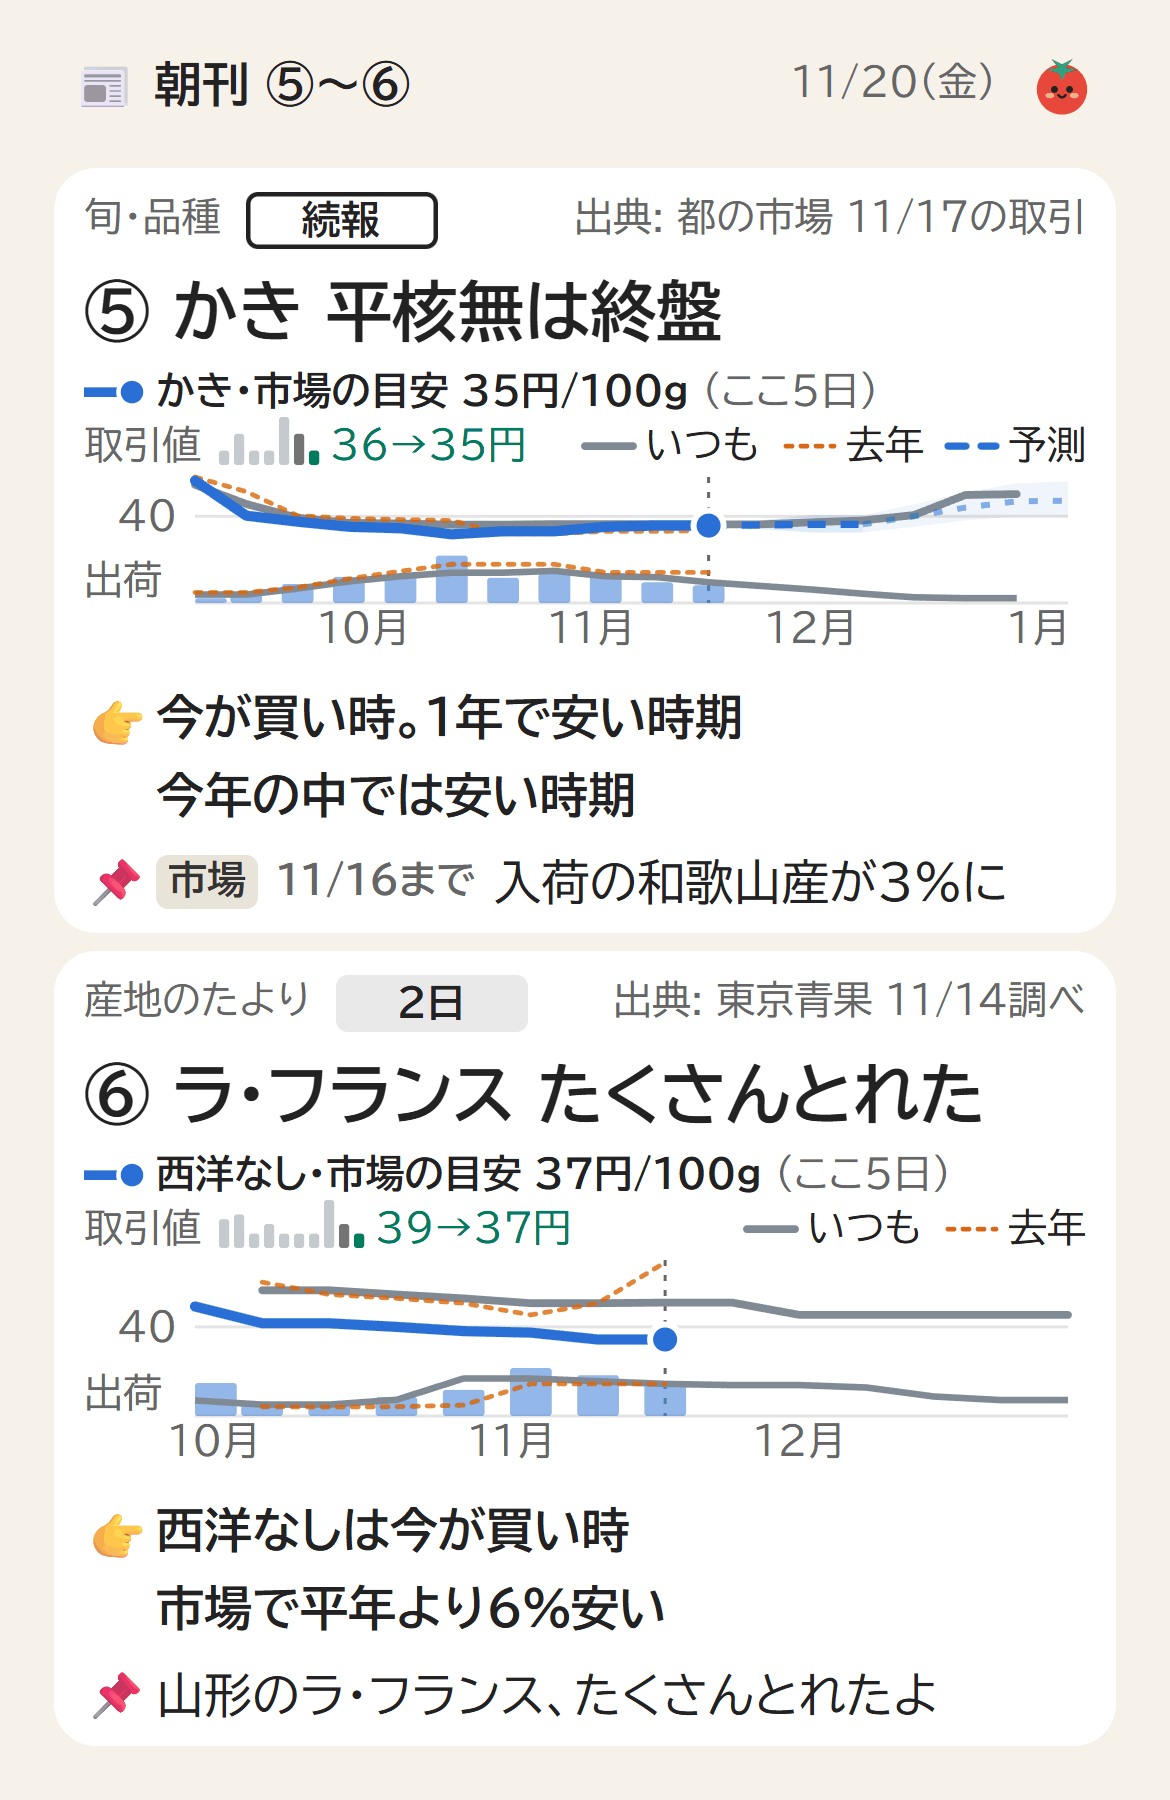 朝刊 ⑤〜⑥
11/20(金)
旬・品種 続報 出典: 都の市場 11/17の取引
⑤ かき 平核無は終盤
かき・市場の目安 35円/100g (ここ5日)
取引値 36→35円 いつも 去年 予測
40
出荷
10月 11月 12月 1月
今が買い時。1年で安い時期
今年の中では安い時期
市場 11/16まで 入荷の和歌山産が3%に
産地のたより 2日 出典: 東京青果 11/14調べ
⑥ ラ・フランス たくさんとれた
西洋なし・市場の目安 37円/100g (ここ5日)
取引値 39→37円 いつも 去年
40
出荷
10月 11月 12月
西洋なしは今が買い時
市場で平年より6%安い
山形のラ・フランス、たくさんとれたよ